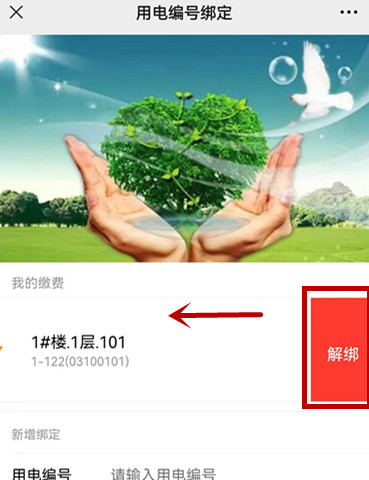 用电编号绑定
我的缴费
1#楼.1层.101
1-122(03100101)
解绑
新增绑定
用电编号 请输入用电编号